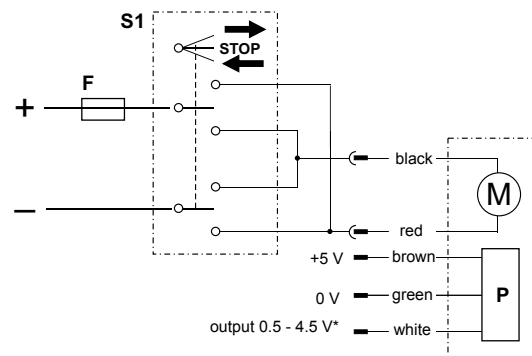 S1
STOP
F
+
–
black
M
red
+5 V
brown
0 V
green
P
output 0.5 - 4.5 V*
white